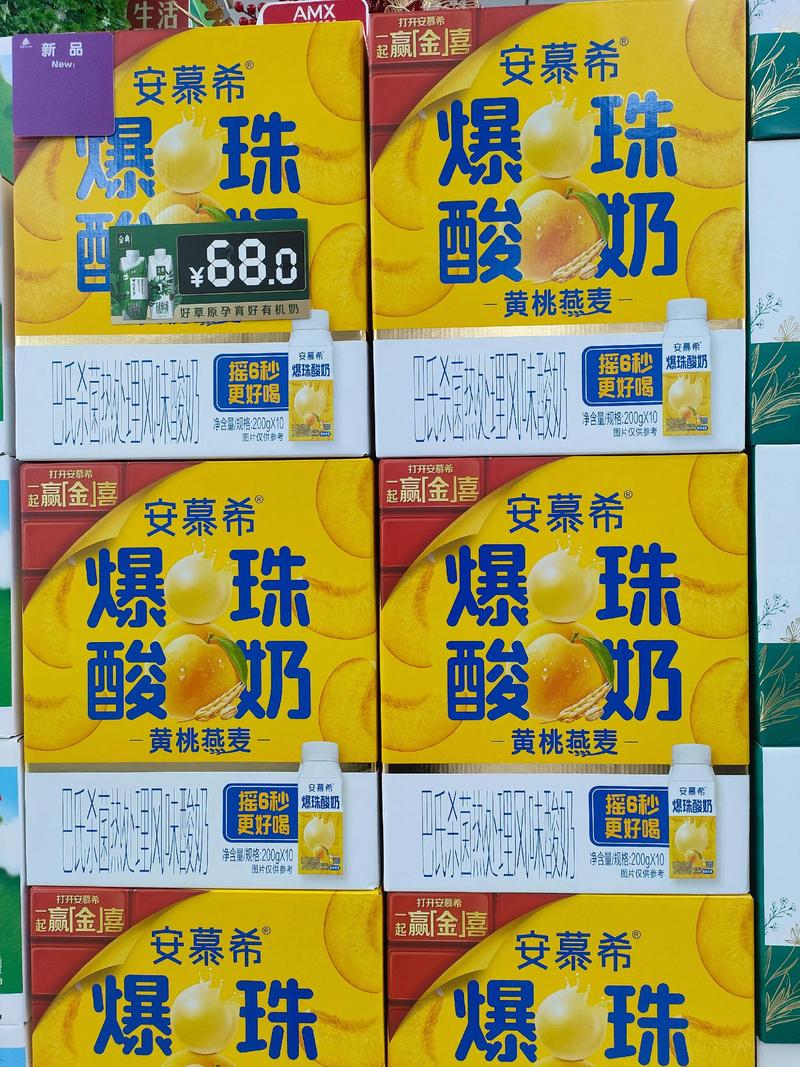 生活
AMX
新品
New!
安慕希®
爆珠
酸
金典
¥68.0
好草原孕育好有机奶
巴氏杀菌热处理风味酸奶
摇6秒
更好喝
净含量/规格:200gX10
图片仅供参考
安慕希
爆珠酸奶
打开安慕希
一起赢「金」喜
安慕希®
爆珠
酸奶
黄桃燕麦
巴氏杀菌热处理风味酸奶
摇6秒
更好喝
净含量/规格:200gX10
图片仅供参考
安慕希
爆珠酸奶
打开安慕希
一起赢「金」喜
安慕希®
爆珠
酸奶
黄桃燕麦
巴氏杀菌热处理风味酸奶
摇6秒
更好喝
净含量/规格:200gX10
图片仅供参考
安慕希
爆珠酸奶
打开安慕希
一起赢「金」喜
安慕希®
爆珠
酸奶
黄桃燕麦
巴氏杀菌热处理风味酸奶
摇6秒
更好喝
净含量/规格:200gX10
图片仅供参考
安慕希
爆珠酸奶
打开安慕希
一起赢「金」喜
安慕希®
爆珠
打开安慕希
一起赢「金」喜
安慕希®
爆珠